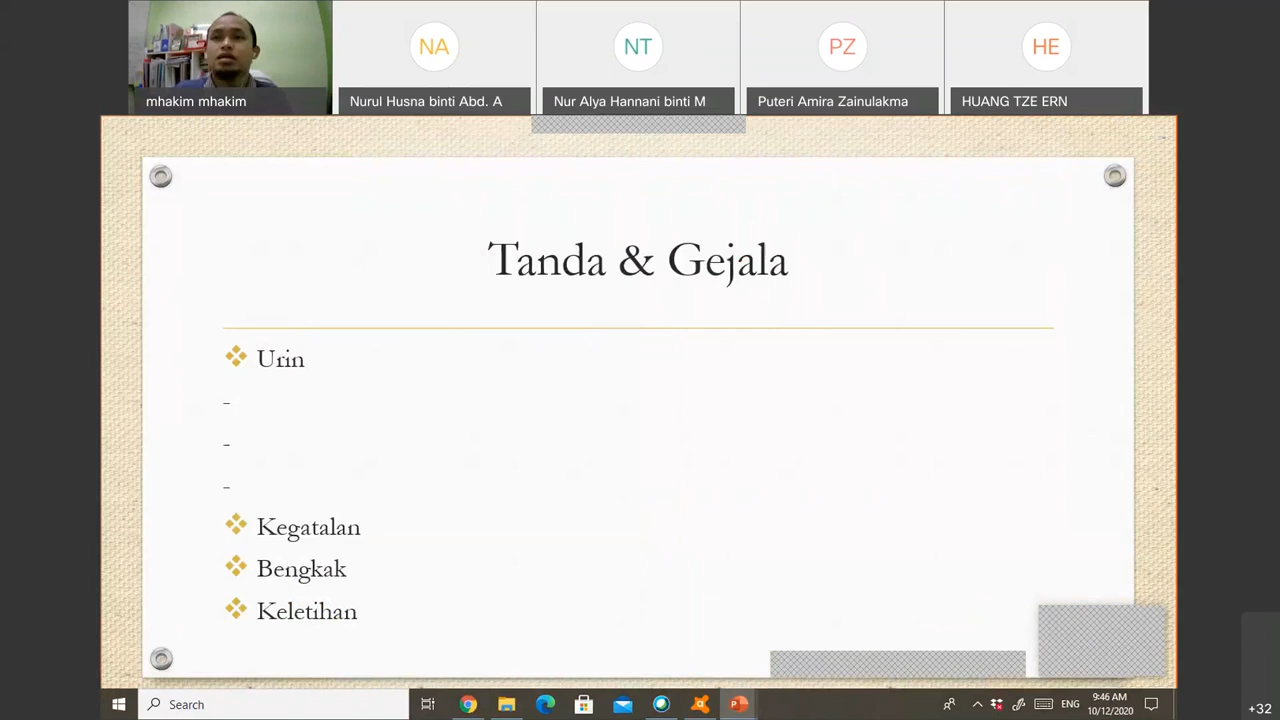 NA
NT
PZ
HE
mhakim mhakim
Nurul Husna binti Abd. A
Nur Alya Hannani binti M
Puteri Amira Zainulakma
HUANG TZE ERN
Tanda & Gejala
Urin
-
-
-
Kegatalan
Bengkak
Keletihan
Search
ENG
9:46 AM
10/12/2020
+32